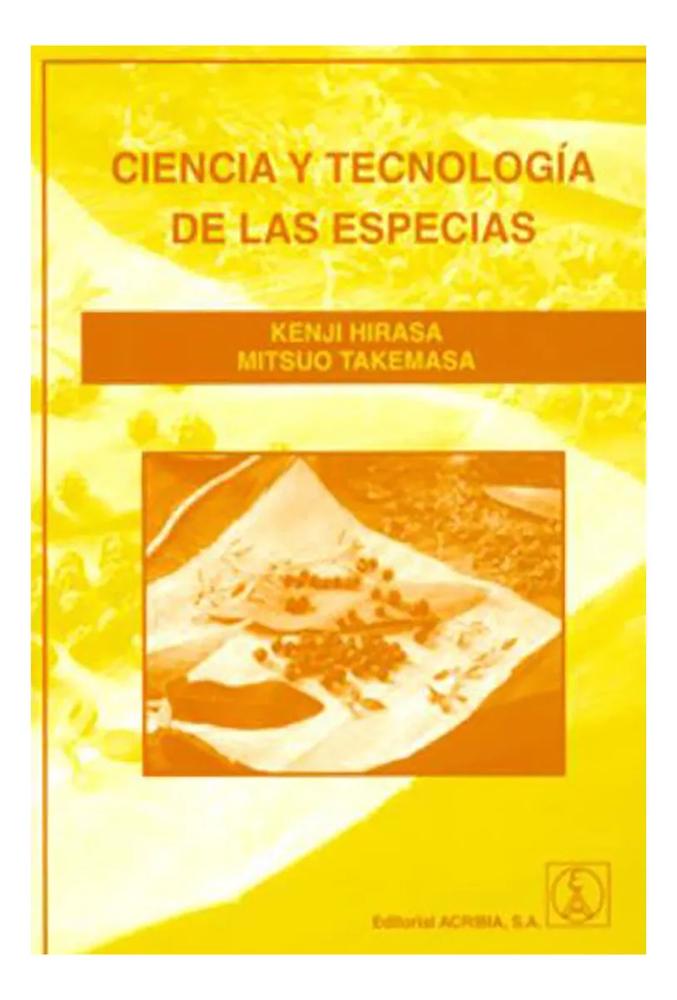 CIENCIA Y TECNOLOGÍA
DE LAS ESPECIAS
KENJI HIRASA
MITSUO TAKEMASA
Editorial ACRIBIA, S.A.